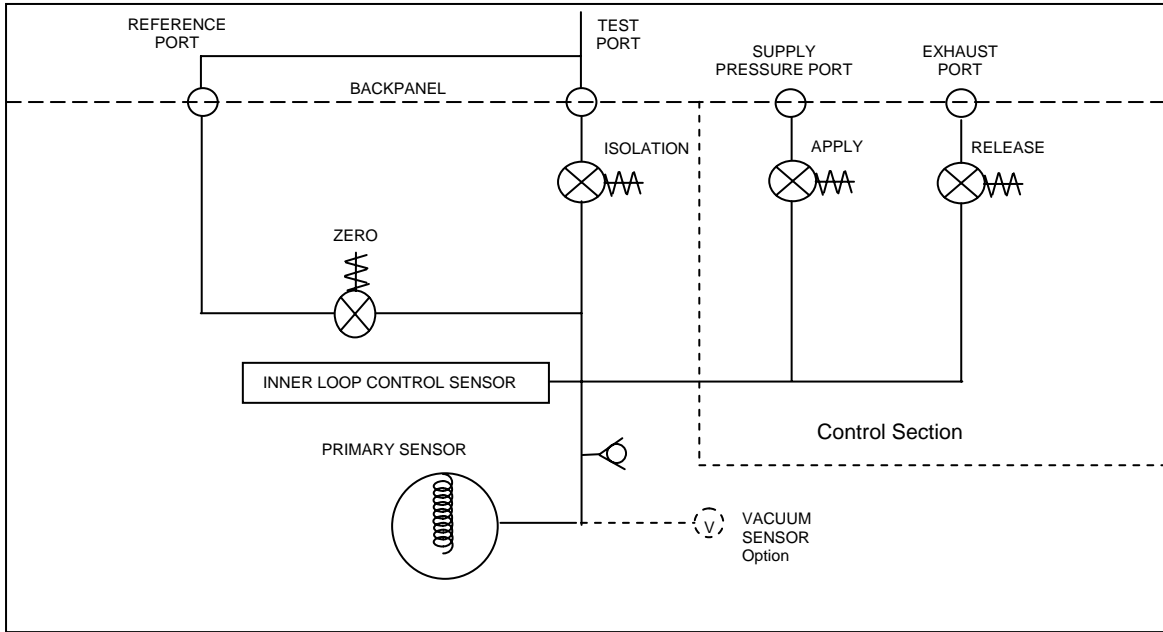 REFERENCE
PORT
TEST
PORT
SUPPLY
PRESSURE PORT
EXHAUST
PORT
BACKPANEL
ISOLATION
APPLY
RELEASE
ZERO
INNER LOOP CONTROL SENSOR
Control Section
PRIMARY SENSOR
V
VACUUM
SENSOR
Option